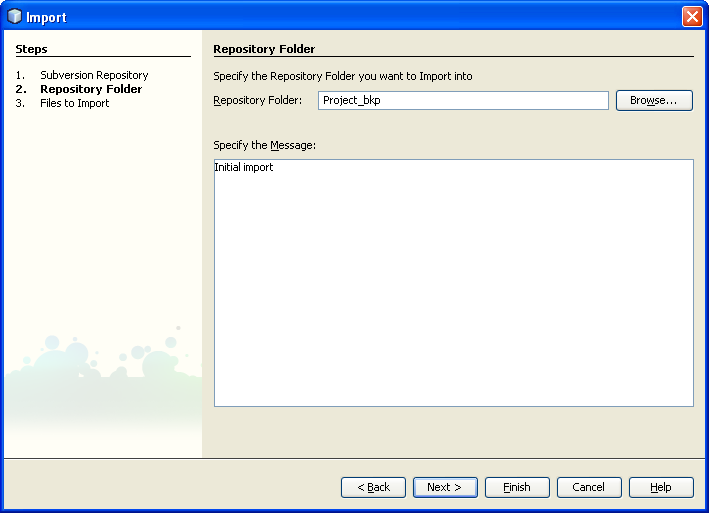 Import
Steps
1. Subversion Repository
2. Repository Folder
3. Files to Import
Repository Folder
Specify the Repository Folder you want to Import into
Repository Folder: Project_bkp Browse...
Specify the Message:
Initial import
< Back Next > Finish Cancel Help